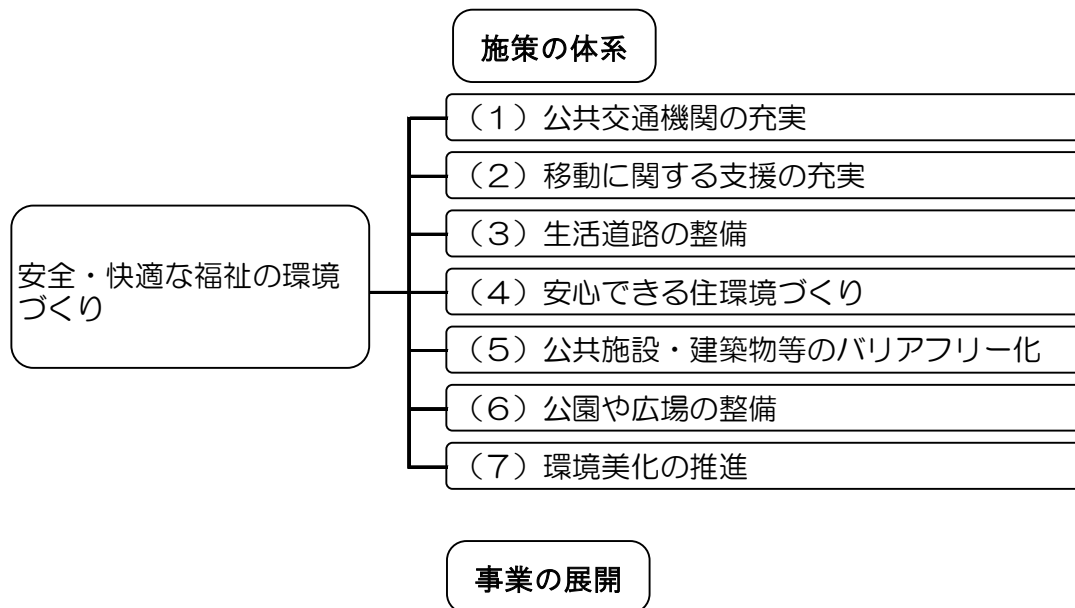 施策の体系
（１）公共交通機関の充実
（２）移動に関する支援の充実
（３）生活道路の整備
安全・快適な福祉の環境
づくり
（４）安心できる住環境づくり
（５）公共施設・建築物等のバリアフリー化
（６）公園や広場の整備
（７）環境美化の推進
事業の展開